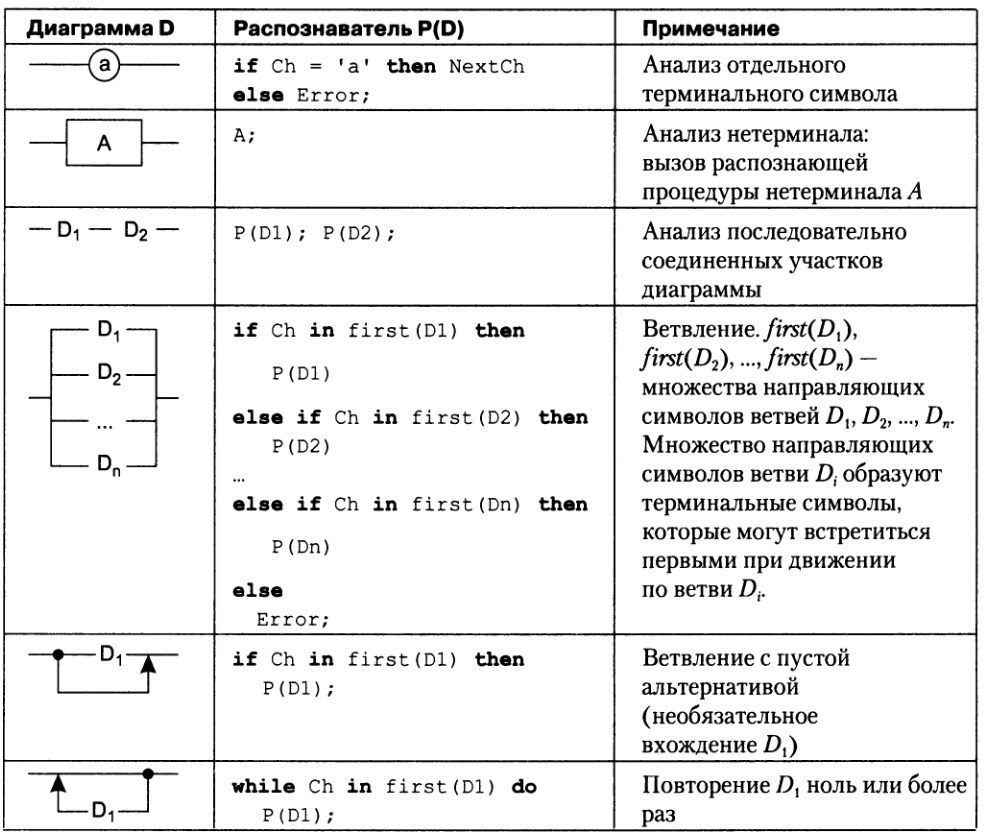 Диаграмма D
Распознаватель P(D)
Примечание
a
if Ch = 'a' then NextCh
else Error;
Анализ отдельного
терминального символа
A
A;
Анализ нетерминала:
вызов распознающей
процедуры нетерминала A
D₁ — D₂
P(D1); P(D2);
Анализ последовательно
соединенных участков
диаграммы
D₁
D₂
...
Dₙ
if Ch in first(D1) then
P(D1)
else if Ch in first(D2) then
P(D2)
…
else if Ch in first(Dn) then
P(Dn)
else
Error;
Ветвление. first(D₁),
first(D₂), ..., first(Dₙ) —
множества направляющих
символов ветвей D₁, D₂, ..., Dₙ.
Множество направляющих
символов ветви Dᵢ образуют
терминальные символы,
которые могут встретиться
первыми при движении
по ветви Dᵢ.
D₁
if Ch in first(D1) then
P(D1);
Ветвление с пустой
альтернативой
(необязательное
вхождение D₁)
D₁
while Ch in first(D1) do
P(D1);
Повторение D₁ ноль или более
раз